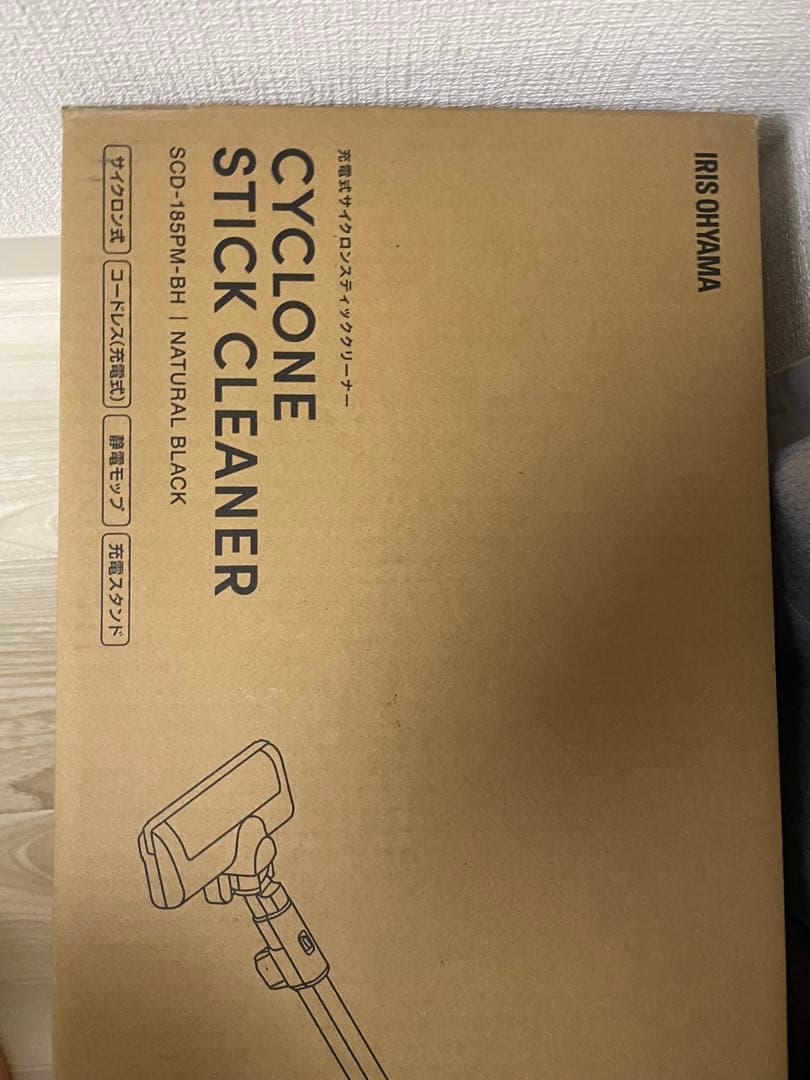 IRIS OHYAMA
充電式サイクロンスティッククリーナー
CYCLONE
STICK CLEANER
SCD-185PM-BH | NATURAL BLACK
サイクロン式 コードレス(充電式) 静電モップ 充電スタンド